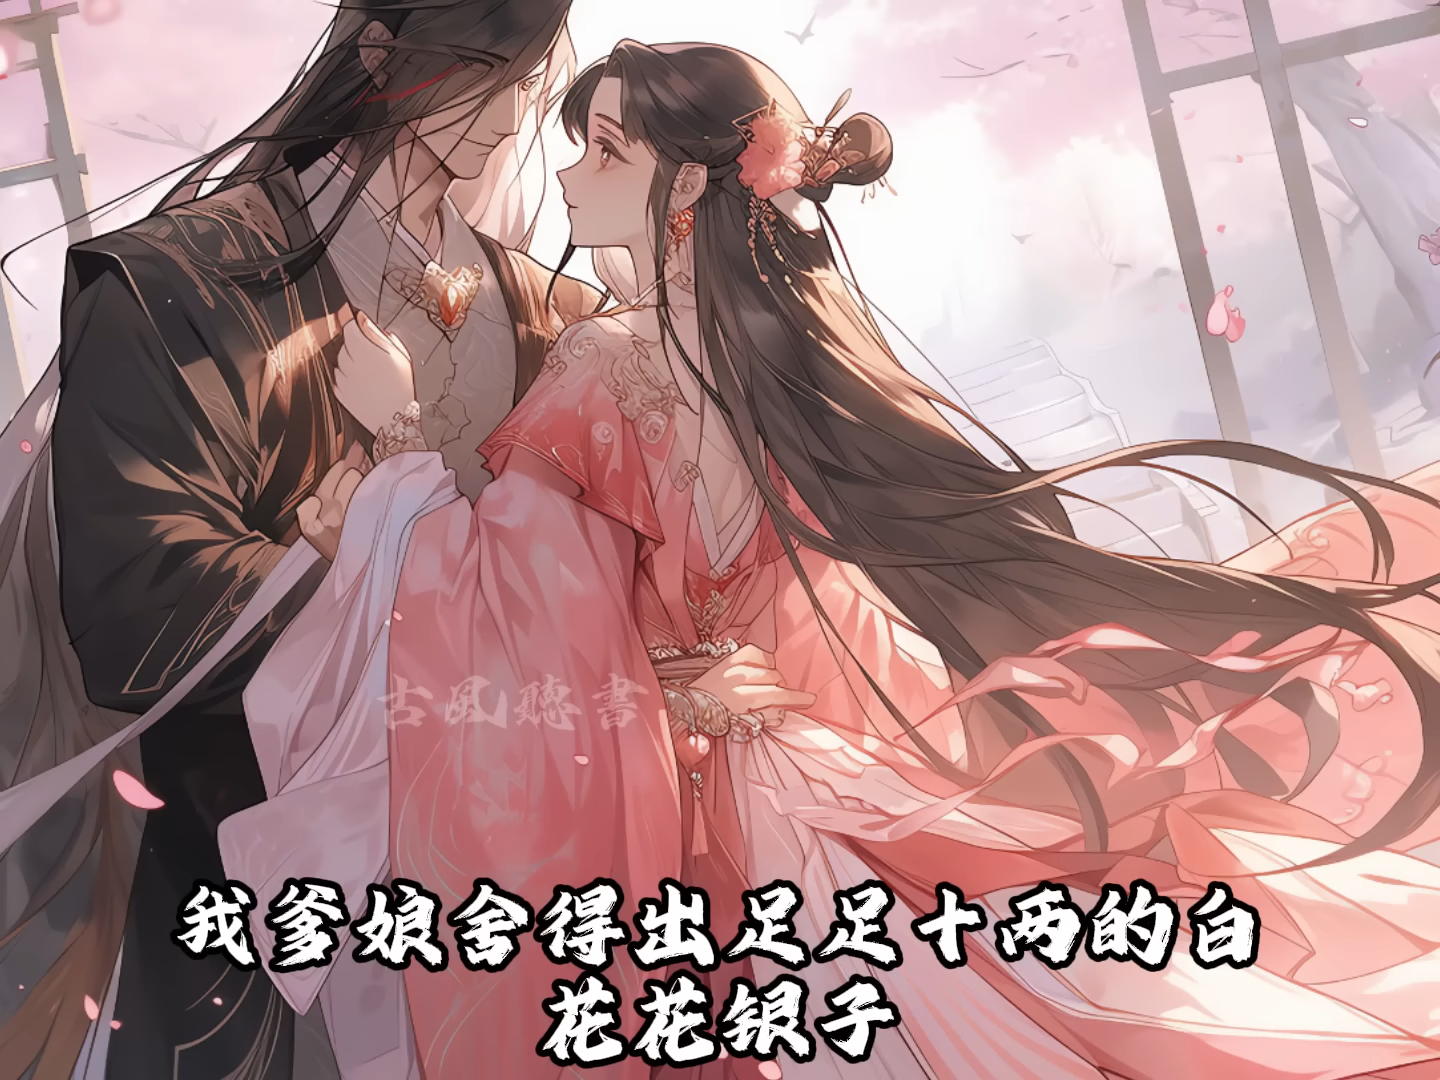 古風聽書
我爹娘舍得出足足十两的白
花花银子